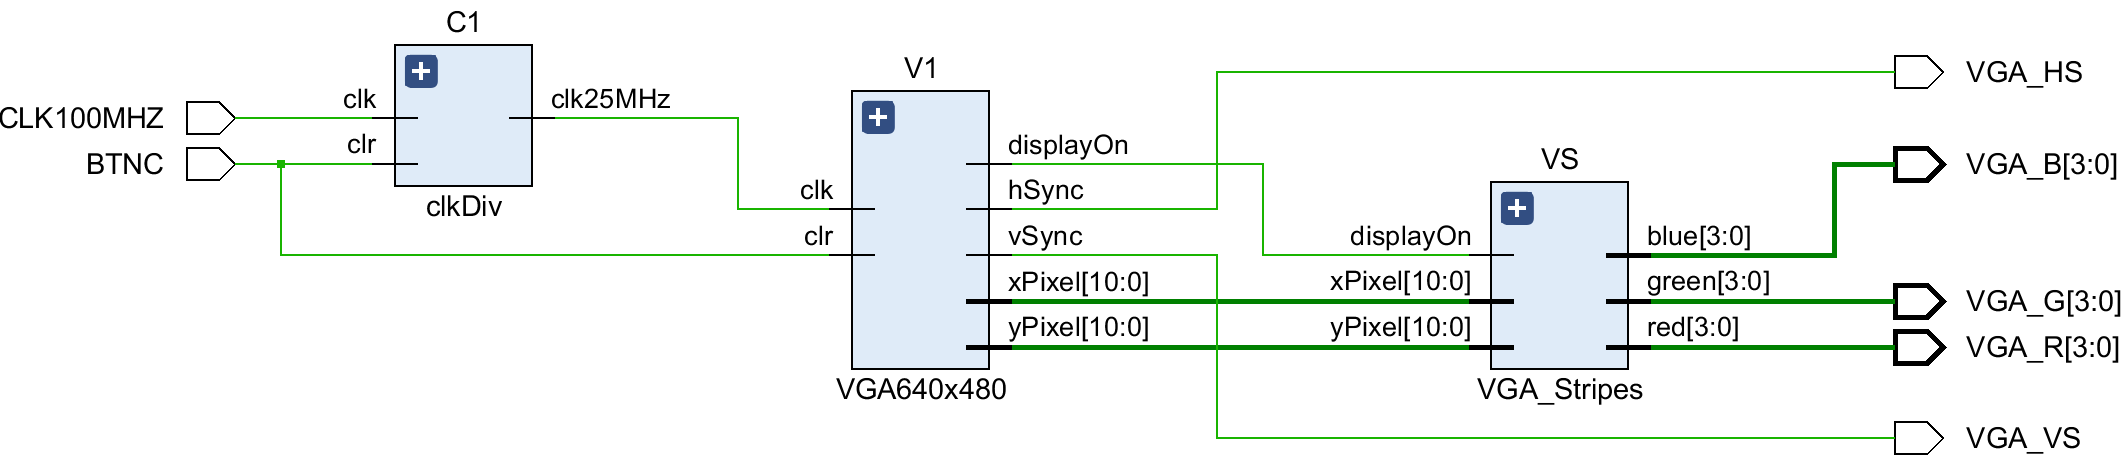 C1
clk
clr
clk25MHz
clkDiv
CLK100MHZ
BTNC
V1
clk
clr
displayOn
hSync
vSync
xPixel[10:0]
yPixel[10:0]
VGA640x480
VS
displayOn
xPixel[10:0]
yPixel[10:0]
blue[3:0]
green[3:0]
red[3:0]
VGA_Stripes
VGA_HS
VGA_B[3:0]
VGA_G[3:0]
VGA_R[3:0]
VGA_VS